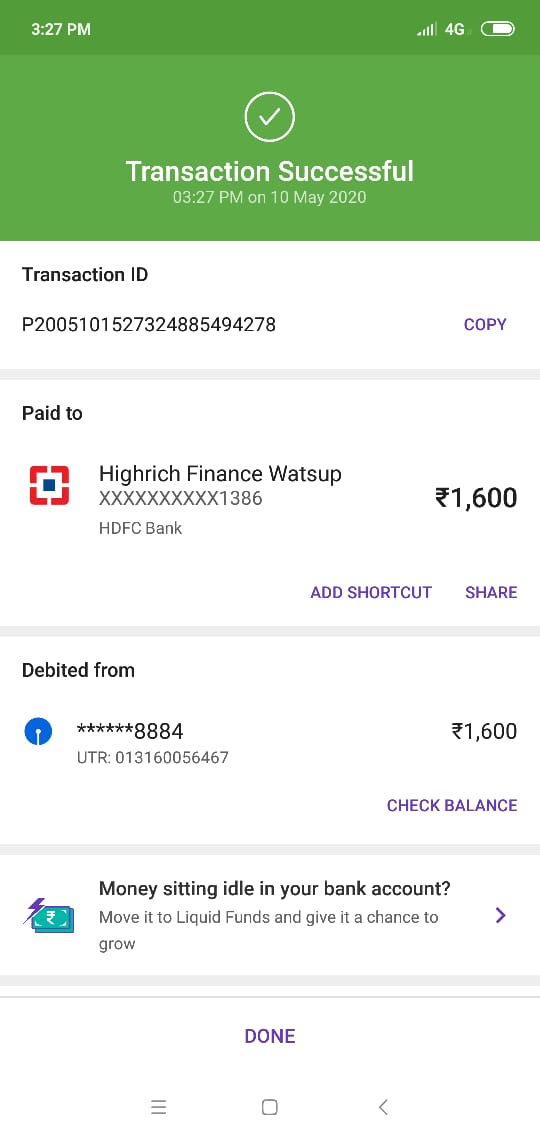 3:27 PM
4G
Transaction Successful
03:27 PM on 10 May 2020
Transaction ID
P2005101527324885494278
COPY
Paid to
Highrich Finance Watsup
XXXXXXXXXX1386
₹1,600
HDFC Bank
ADD SHORTCUT SHARE
Debited from
******8884
₹1,600
UTR: 013160056467
CHECK BALANCE
Money sitting idle in your bank account?
Move it to Liquid Funds and give it a chance to
grow
DONE